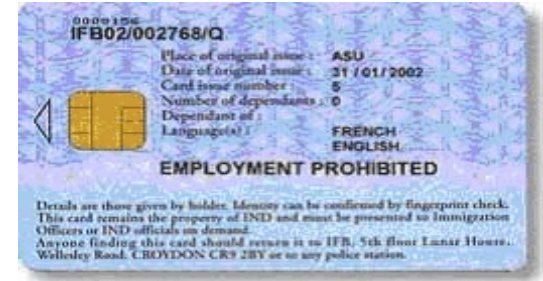 0000156
IFB02/002768/Q
Place of original issue : ASU
Date of original issue : 31 / 01 / 2002
Card issue number : 5
Number of dependants : 0
Dependant of :
Language(s) : FRENCH
ENGLISH
EMPLOYMENT PROHIBITED
Details are those given by holder. Identity can be confirmed by fingerprint check.
This card remains the property of IND and must be presented to Immigration
Officers or IND officials on demand.
Anyone finding this card should return it to IFB, 5th floor Lunar House,
Wellesley Road, CROYDON CR9 2BY or to any police station.